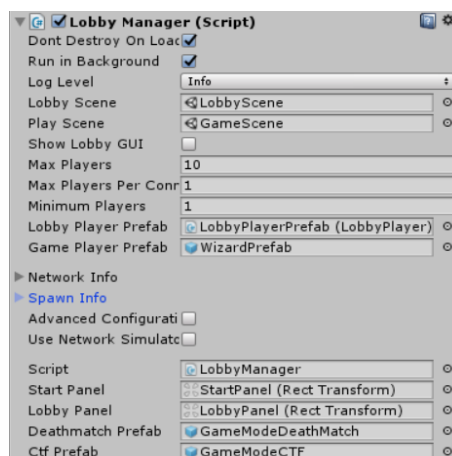 Lobby Manager (Script)
Dont Destroy On Loac
Run in Background
Log Level Info
Lobby Scene LobbyScene
Play Scene GameScene
Show Lobby GUI
Max Players 10
Max Players Per Conr 1
Minimum Players 1
Lobby Player Prefab LobbyPlayerPrefab (LobbyPlayer)
Game Player Prefab WizardPrefab
Network Info
Spawn Info
Advanced Configurati
Use Network Simulatc
Script LobbyManager
Start Panel StartPanel (Rect Transform)
Lobby Panel LobbyPanel (Rect Transform)
Deathmatch Prefab GameModeDeathMatch
Ctf Prefab GameModeCTF